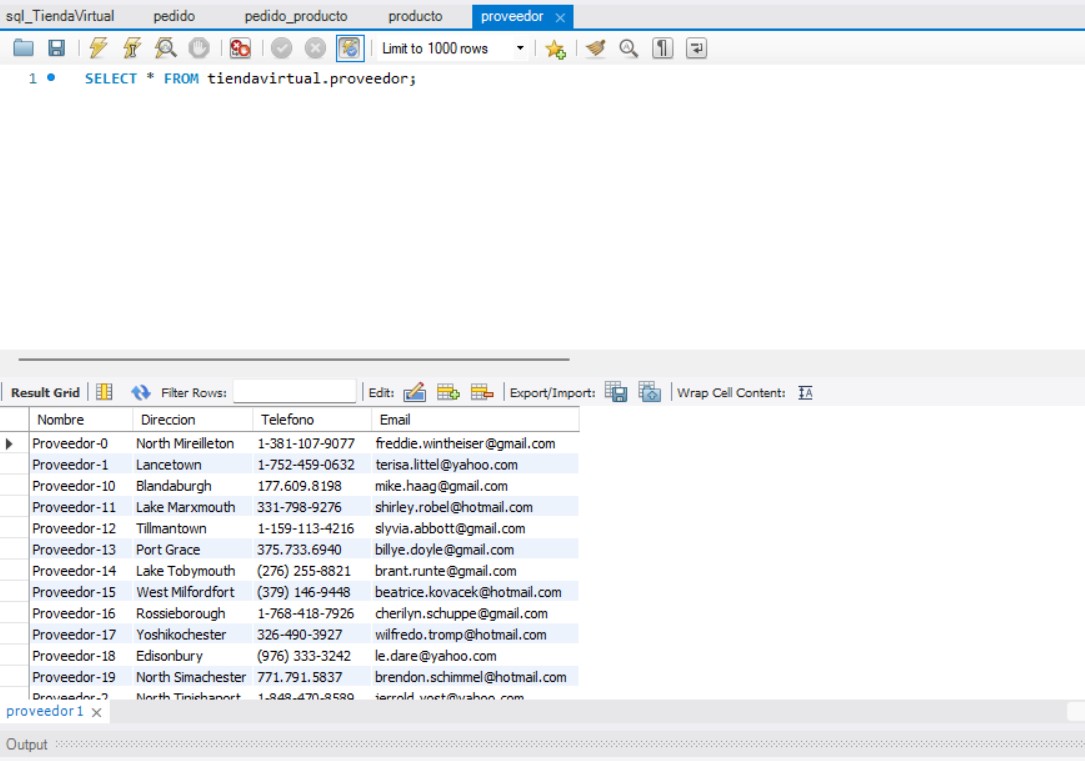 sql_TiendaVirtual pedido pedido_producto producto proveedor
Limit to 1000 rows
1 SELECT * FROM tiendavirtual.proveedor;
Result Grid Filter Rows: Edit: Export/Import: Wrap Cell Content:
Nombre Direccion Telefono Email
Proveedor-0 North Mireilleton 1-381-107-9077 freddie.wintheiser@gmail.com
Proveedor-1 Lancetown 1-752-459-0632 terisa.littel@yahoo.com
Proveedor-10 Blandaburgh 177.609.8198 mike.haag@gmail.com
Proveedor-11 Lake Marxmouth 331-798-9276 shirley.robel@hotmail.com
Proveedor-12 Tillmantown 1-159-113-4216 slyvia.abbott@gmail.com
Proveedor-13 Port Grace 375.733.6940 billye.doyle@gmail.com
Proveedor-14 Lake Tobymouth (276) 255-8821 brant.runte@gmail.com
Proveedor-15 West Milfordfort (379) 146-9448 beatrice.kovacek@hotmail.com
Proveedor-16 Rossieborough 1-768-418-7926 cherilyn.schuppe@gmail.com
Proveedor-17 Yoshikochester 326-490-3927 wilfredo.tromp@hotmail.com
Proveedor-18 Edisonbury (976) 333-3242 le.dare@yahoo.com
Proveedor-19 North Simachester 771.791.5837 brendon.schimmel@hotmail.com
Proveedor-2 North Tinishaport 1-848-470-8589 jerrold.yost@yahoo.com
proveedor 1
Output